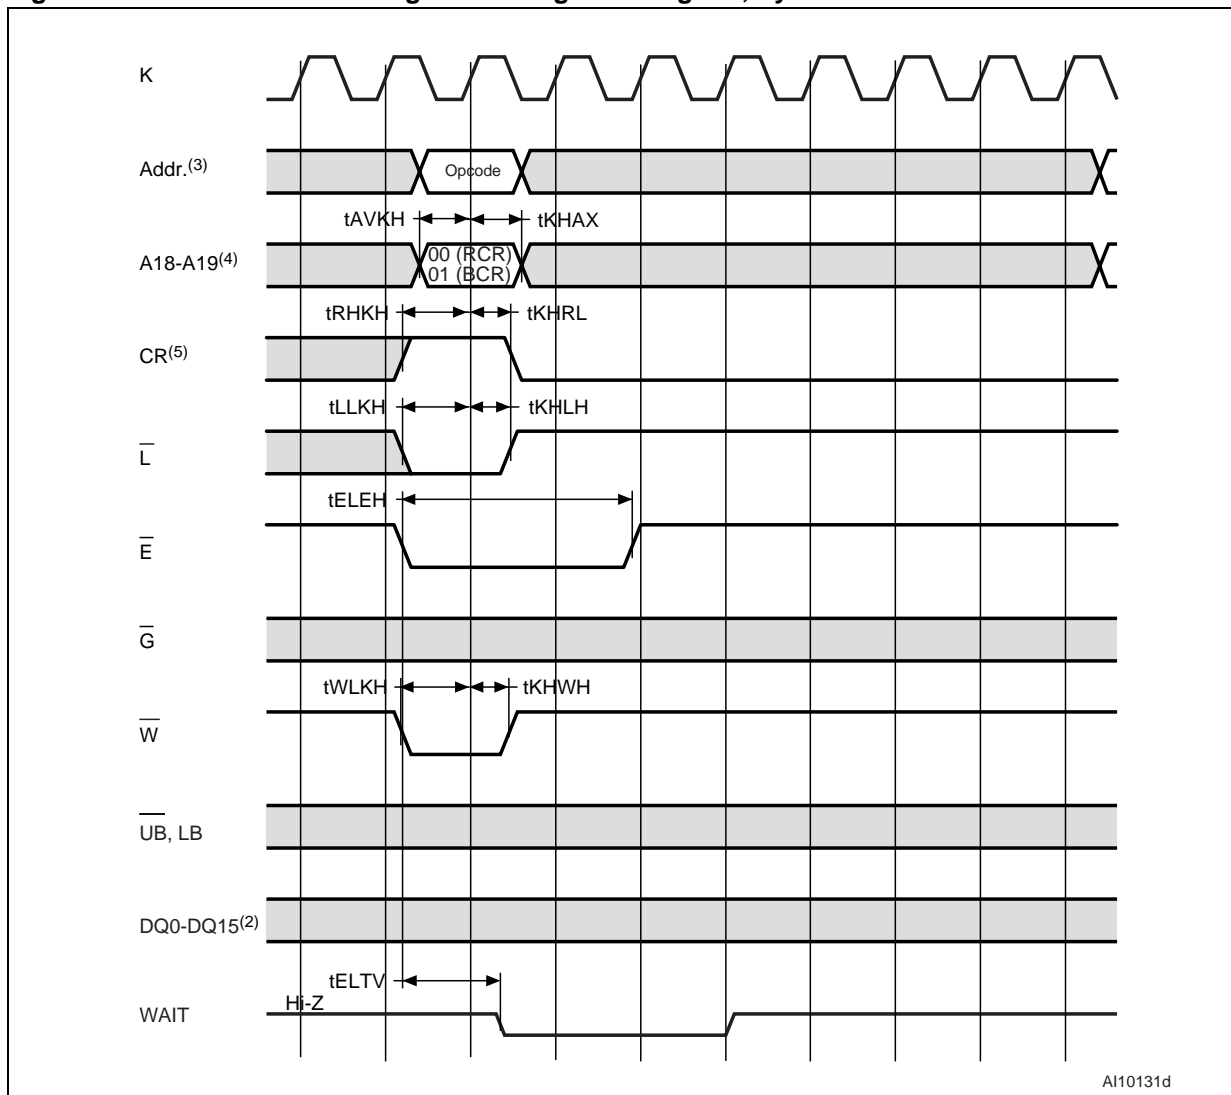 K
Addr.(3)
Opcode
tAVKH
tKHAX
A18-A19(4)
00 (RCR)
01 (BCR)
tRHKH
tKHRL
CR(5)
tLLKH
tKHLH
L
tELEH
E
G
tWLKH
tKHWH
W
UB, LB
DQ0-DQ15(2)
tELTV
Hi-Z
WAIT
AI10131d